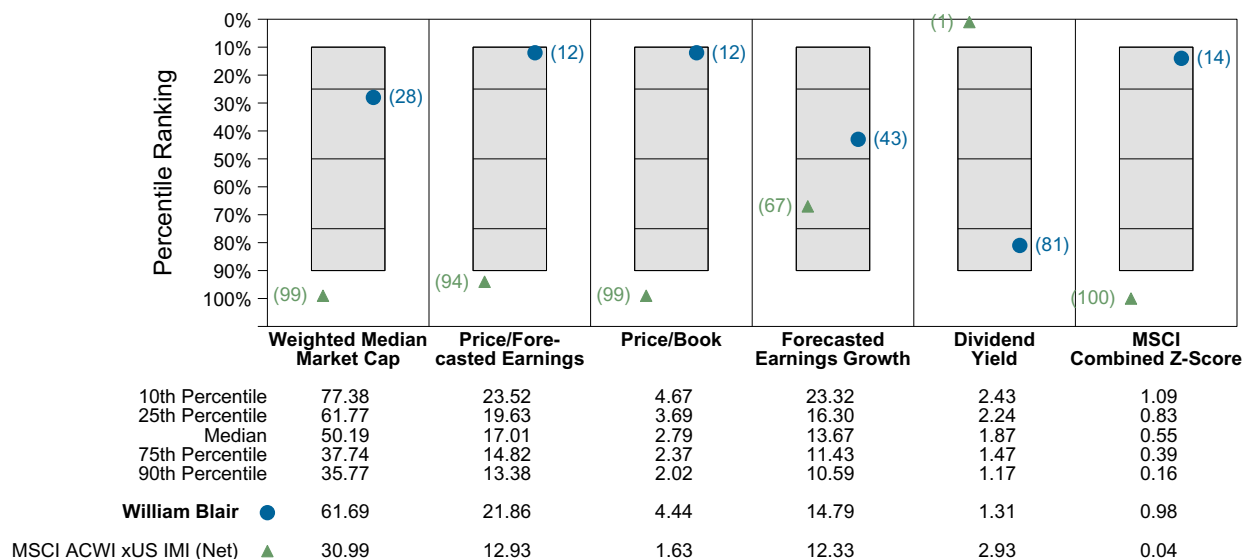 Percentile Ranking
0%
10%
20%
30%
40%
50%
60%
70%
80%
90%
100%
(28)
(99)
(12)
(94)
(12)
(99)
(43)
(67)
(1)
(81)
(14)
(100)
Weighted Median
Market Cap
Price/Fore-
casted Earnings
Price/Book
Forecasted
Earnings Growth
Dividend
Yield
MSCI
Combined Z-Score
10th Percentile 77.38 23.52 4.67 23.32 2.43 1.09
25th Percentile 61.77 19.63 3.69 16.30 2.24 0.83
Median 50.19 17.01 2.79 13.67 1.87 0.55
75th Percentile 37.74 14.82 2.37 11.43 1.47 0.39
90th Percentile 35.77 13.38 2.02 10.59 1.17 0.16
William Blair 61.69 21.86 4.44 14.79 1.31 0.98
MSCI ACWI xUS IMI (Net) 30.99 12.93 1.63 12.33 2.93 0.04